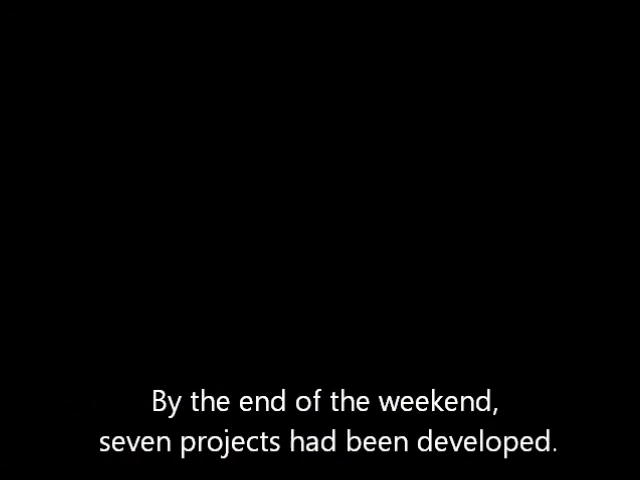 By the end of the weekend,
seven projects had been developed.